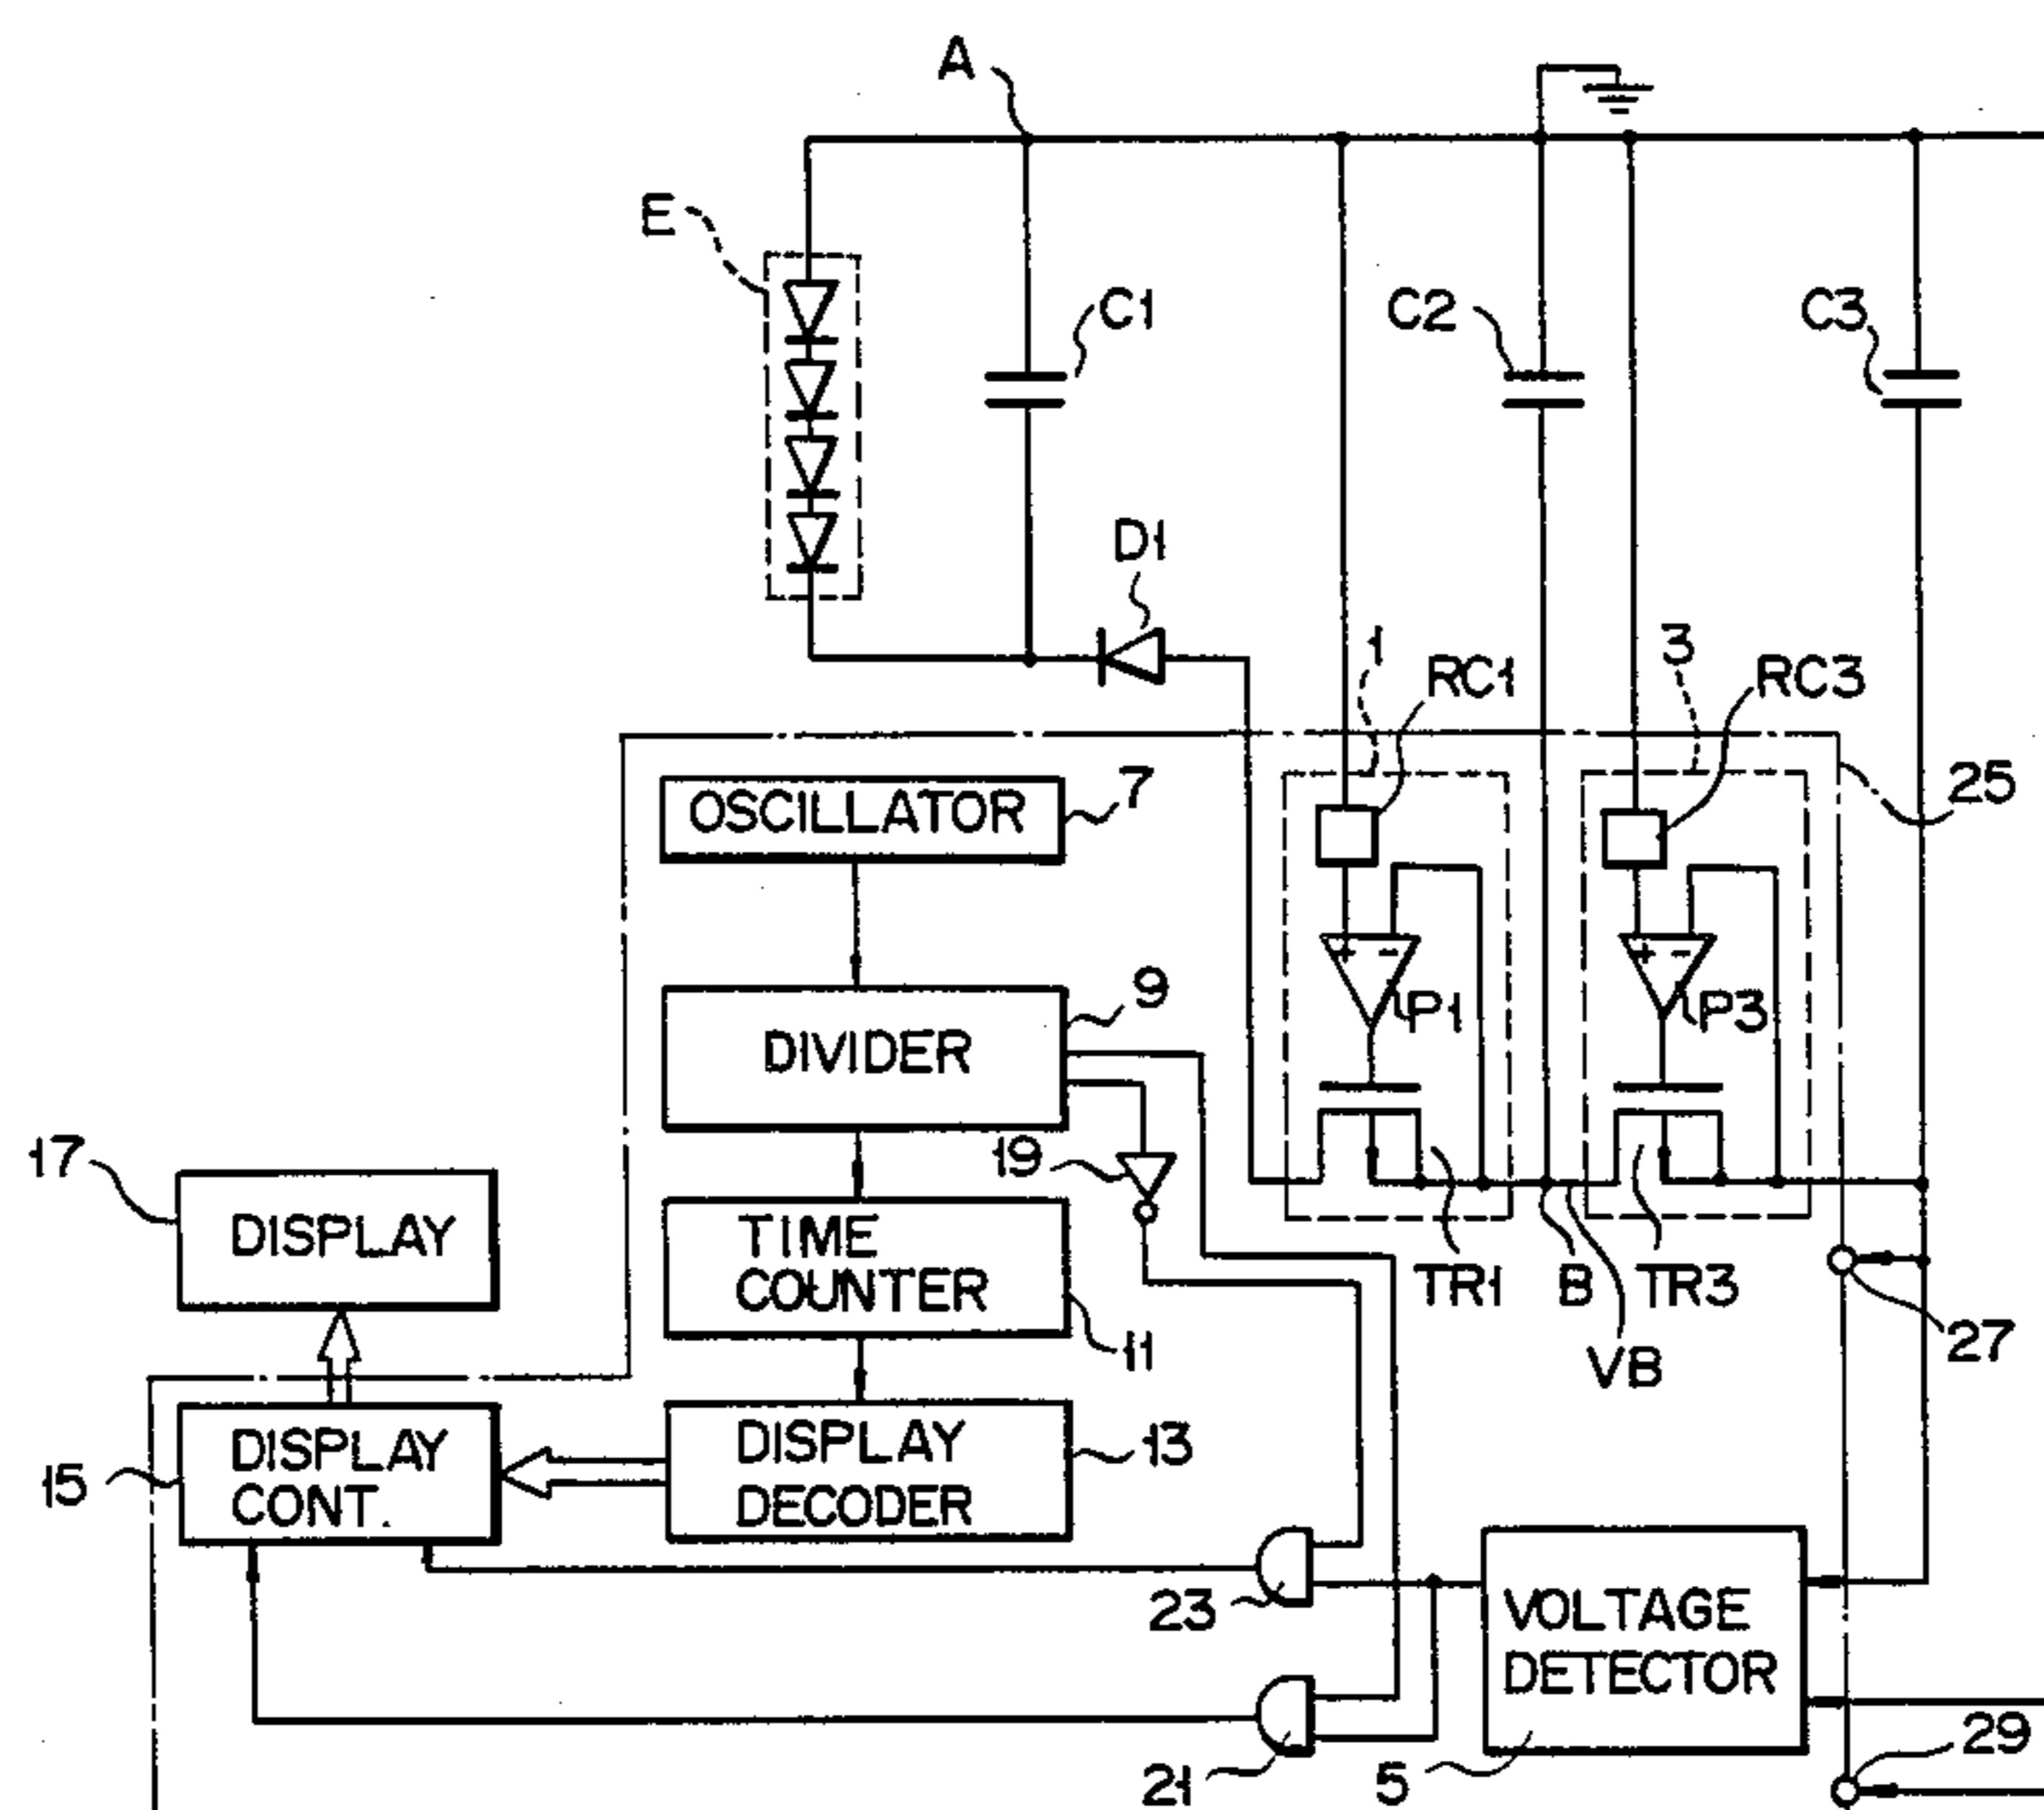 A
E
C1
C2
C3
D1
1
RC1
3
RC3
OSCILLATOR
7
25
+ -
P1
+ -
P3
DIVIDER
9
17
DISPLAY
19
TIME
COUNTER
11
TR1
B
TR3
VB
27
15
DISPLAY
CONT.
DISPLAY
DECODER
13
23
VOLTAGE
DETECTOR
21
5
29